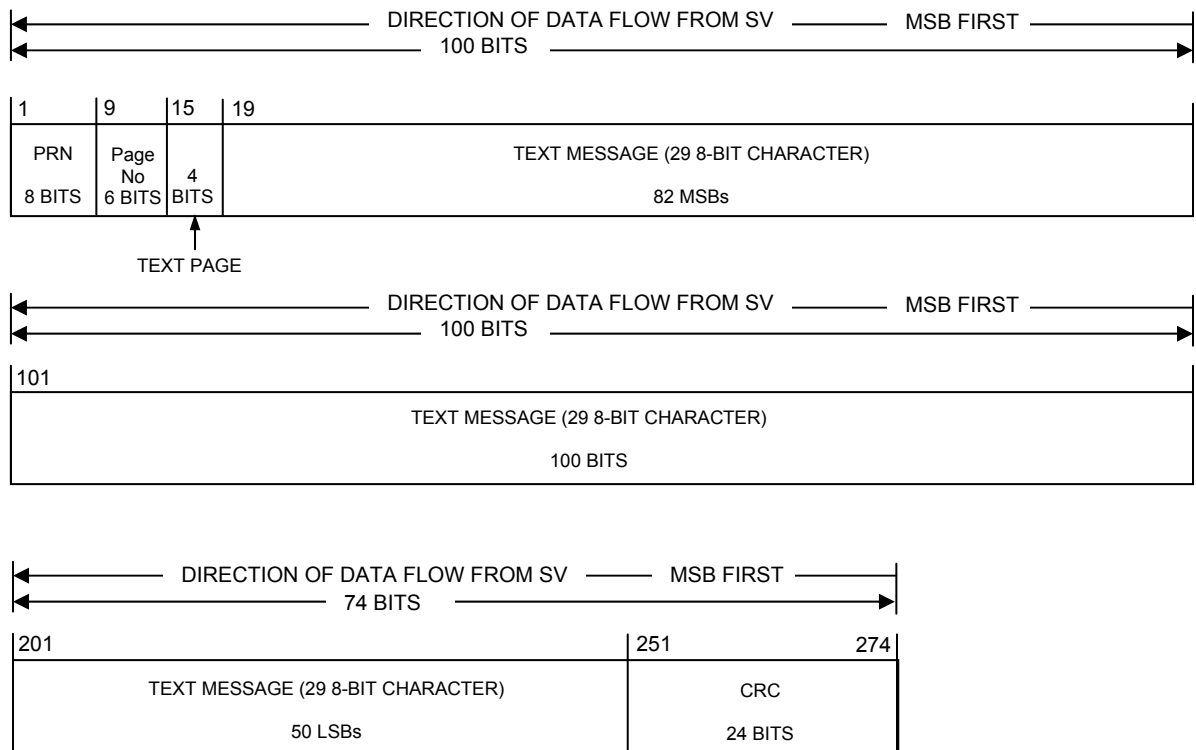 DIRECTION OF DATA FLOW FROM SV MSB FIRST
100 BITS
1 9 15 19
PRN
8 BITS
Page
No
6 BITS
4
BITS
TEXT MESSAGE (29 8-BIT CHARACTER)
82 MSBs
TEXT PAGE
DIRECTION OF DATA FLOW FROM SV MSB FIRST
100 BITS
101
TEXT MESSAGE (29 8-BIT CHARACTER)
100 BITS
DIRECTION OF DATA FLOW FROM SV MSB FIRST
74 BITS
201 251 274
TEXT MESSAGE (29 8-BIT CHARACTER)
50 LSBs
CRC
24 BITS